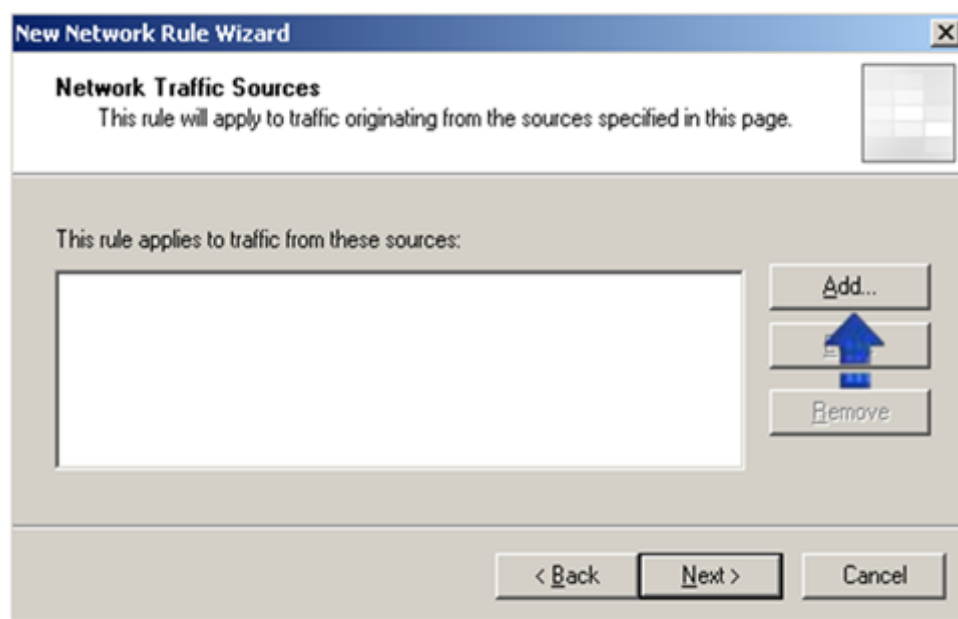 New Network Rule Wizard
Network Traffic Sources
This rule will apply to traffic originating from the sources specified in this page.
This rule applies to traffic from these sources:
Add...
Remove
< Back
Next >
Cancel